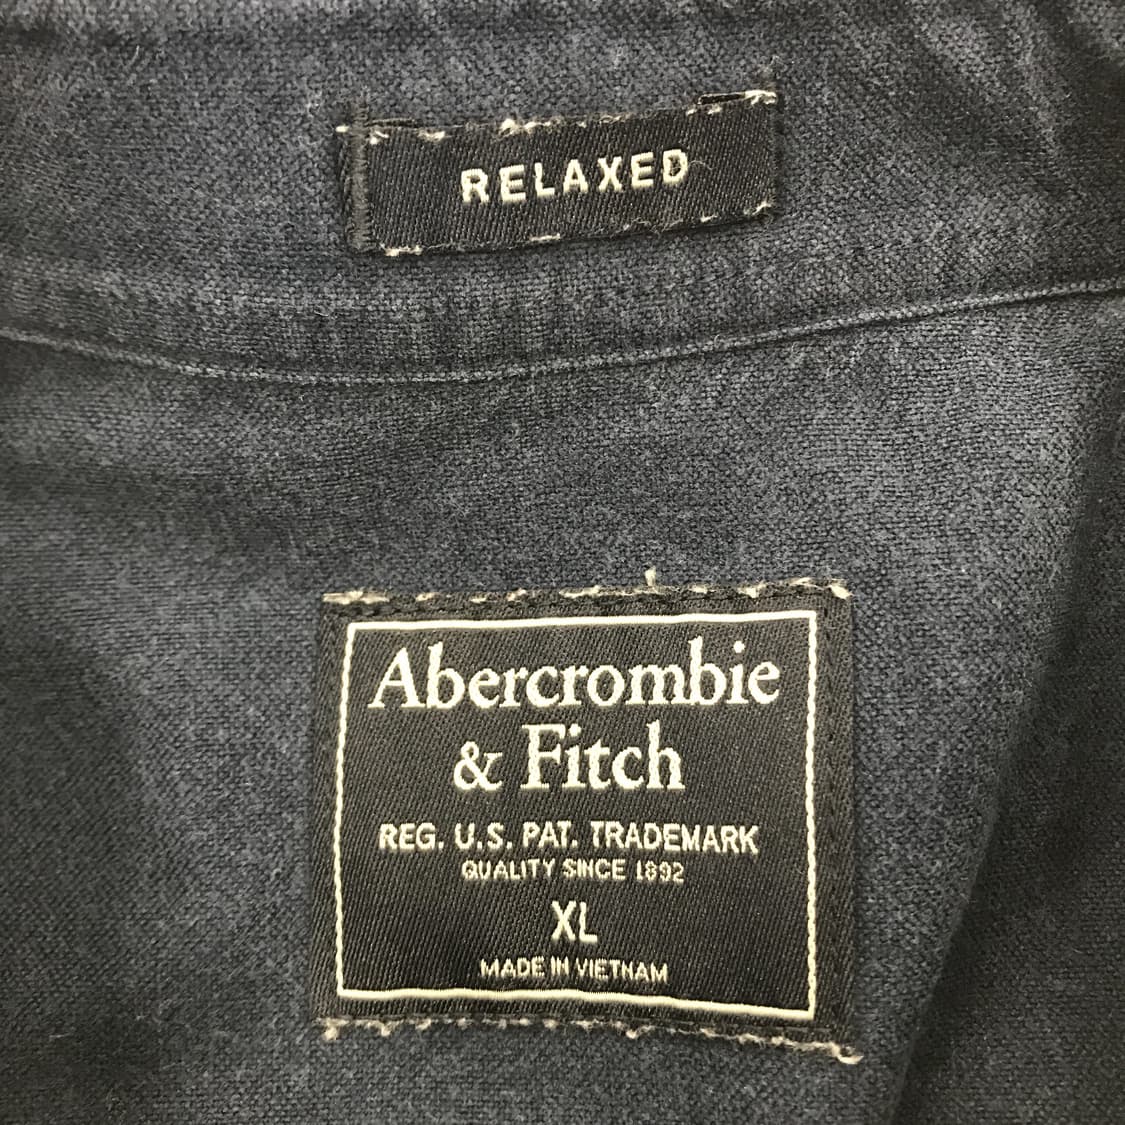 RELAXED
Abercrombie
& Fitch
REG. U.S. PAT. TRADEMARK
QUALITY SINCE 1892
XL
MADE IN VIETNAM